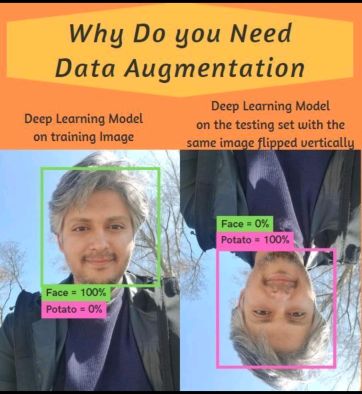 Why Do you Need
Data Augmentation
Deep Learning Model
on training Image
Deep Learning Model
on the testing set with the
same image flipped vertically
Face = 100%
Potato = 0%
Face = 0%
Potato = 100%